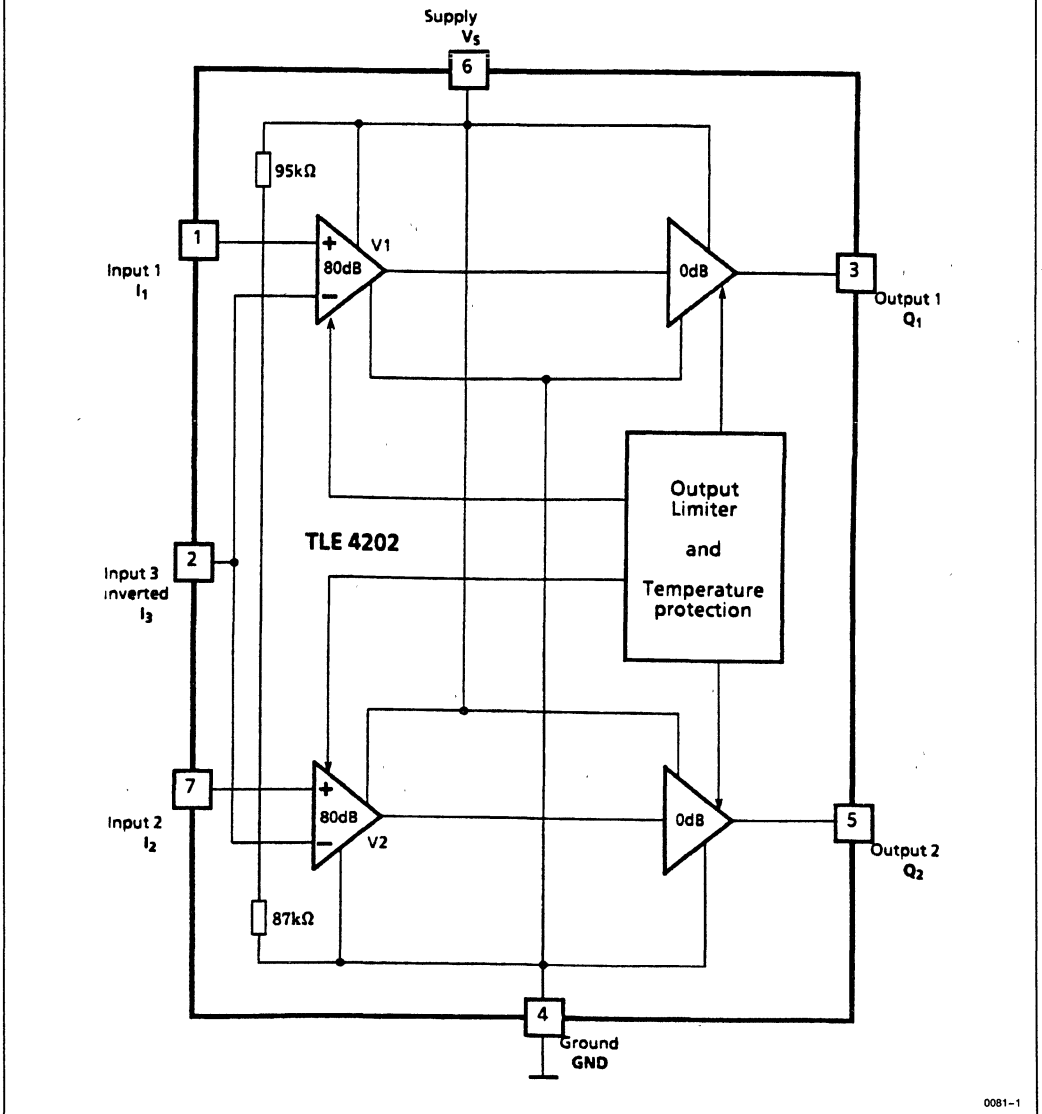 Supply
VS
6
95kΩ
1
Input 1
I1
+
80dB
−
V1
0dB
3
Output 1
Q1
Output
Limiter
and
Temperature
protection
TLE 4202
2
Input 3
inverted
I3
7
Input 2
I2
+
80dB
−
V2
0dB
5
Output 2
Q2
87kΩ
4
Ground
GND
0081-1